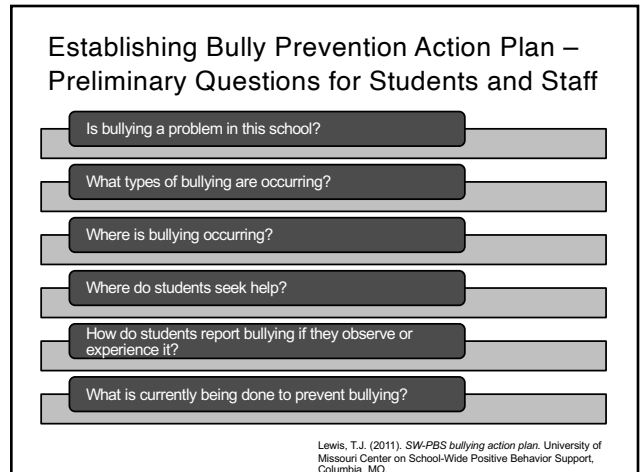 Establishing Bully Prevention Action Plan –
Preliminary Questions for Students and Staff
Is bullying a problem in this school?
What types of bullying are occurring?
Where is bullying occurring?
Where do students seek help?
How do students report bullying if they observe or
experience it?
What is currently being done to prevent bullying?
Lewis, T.J. (2011). SW-PBS bullying action plan. University of
Missouri Center on School-Wide Positive Behavior Support,
Columbia, MO